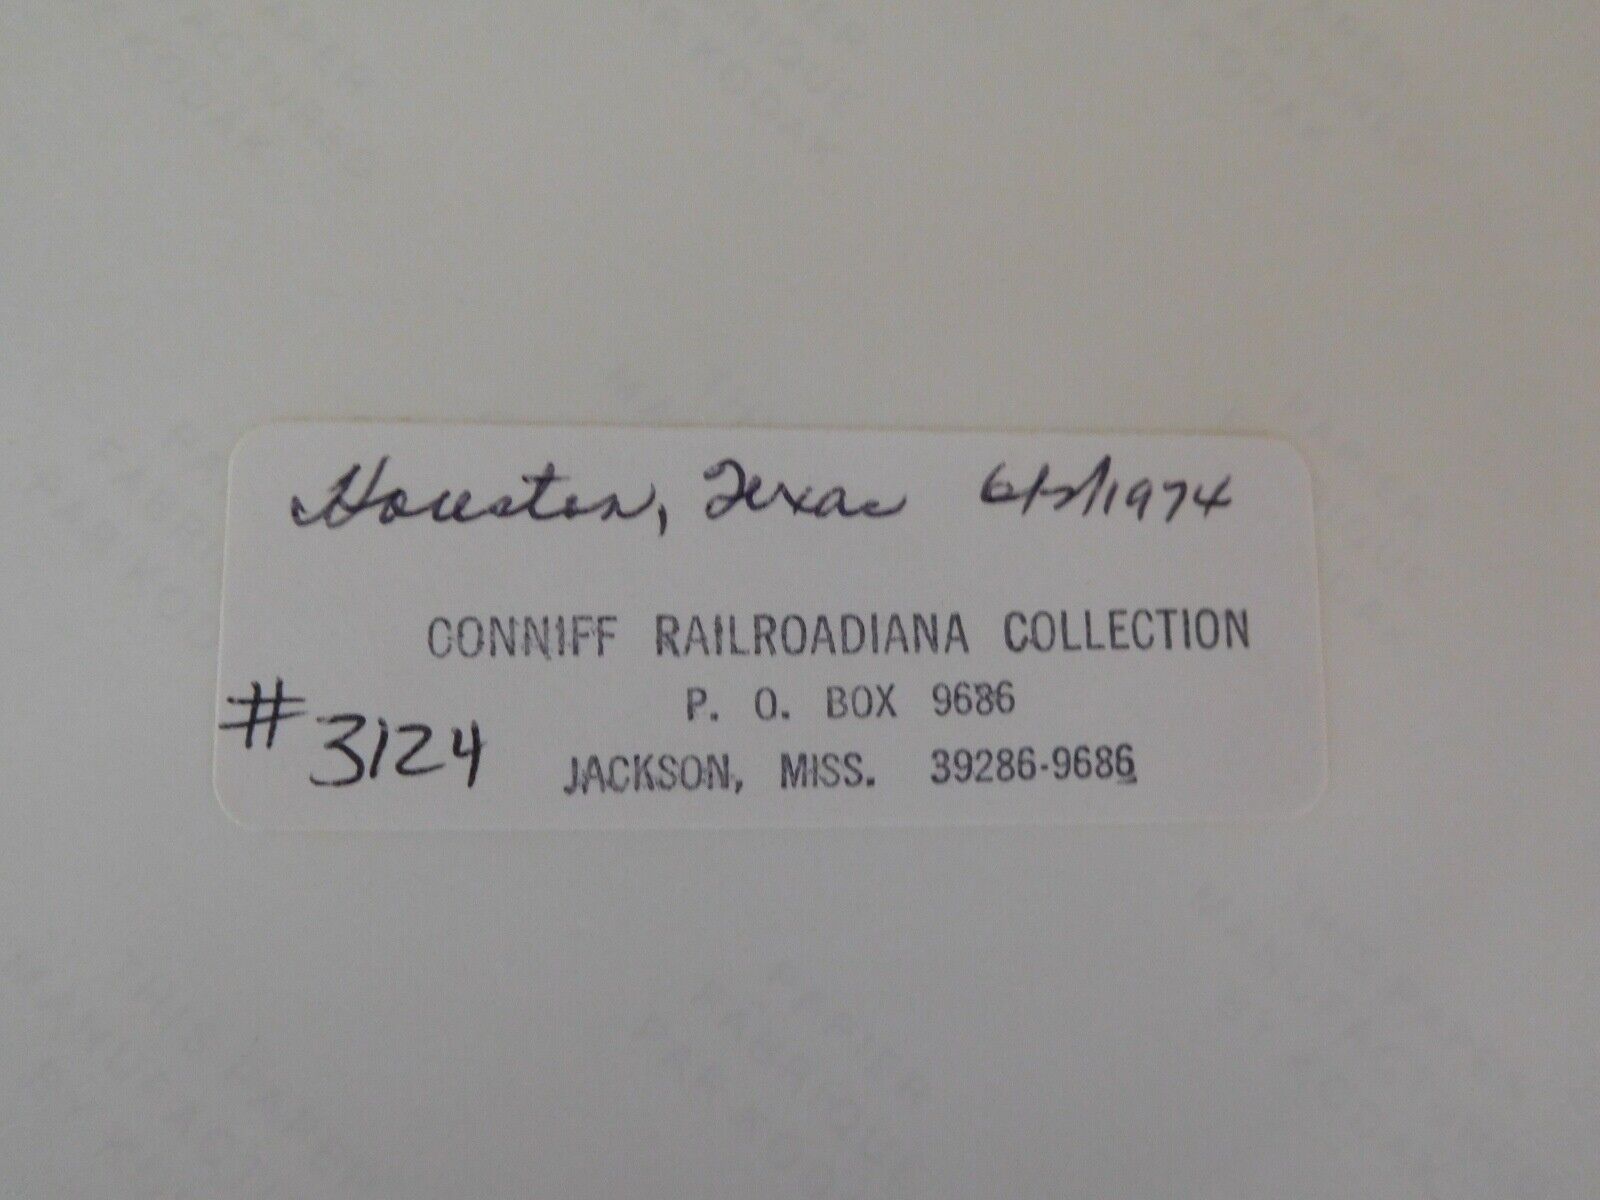 Houston, Texas 6/5/1974
CONNIFF RAILROADIANA COLLECTION
P. O. BOX 9686
#3124 JACKSON, MISS. 39286-9686